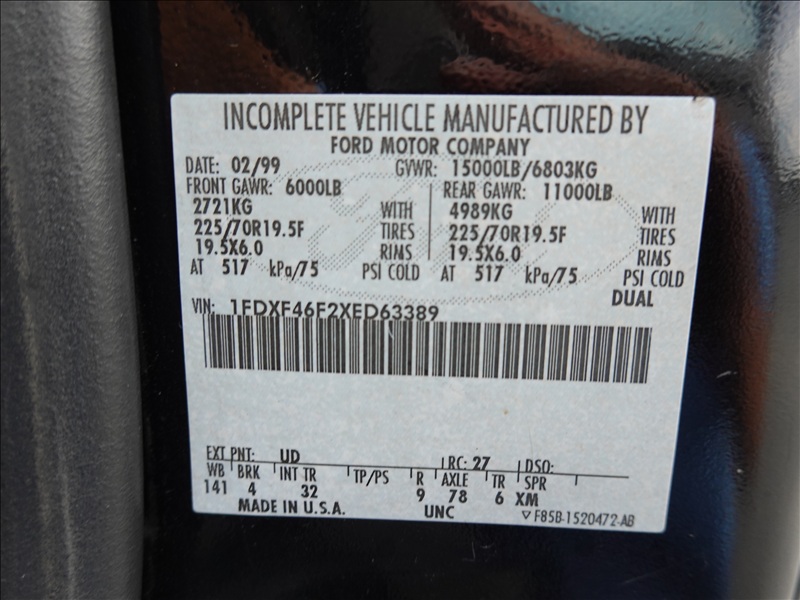 INCOMPLETE VEHICLE MANUFACTURED BY
FORD MOTOR COMPANY
DATE: 02/99 GVWR: 15000LB/6803KG
FRONT GAWR: 6000LB REAR GAWR: 11000LB
2721KG WITH 4989KG WITH
225/70R19.5F TIRES 225/70R19.5F TIRES
19.5X6.0 RIMS 19.5X6.0 RIMS
AT 517 kPa/75 PSI COLD AT 517 kPa/75 PSI COLD
DUAL
VIN: 1FDXF46F2XED63389
EXT PNT: UD RC: 27 DSO:
WB BRK INT TR TP/PS R AXLE TR SPR
141 4 32 9 78 6 XM
MADE IN U.S.A. UNC F85B-1520472-AB